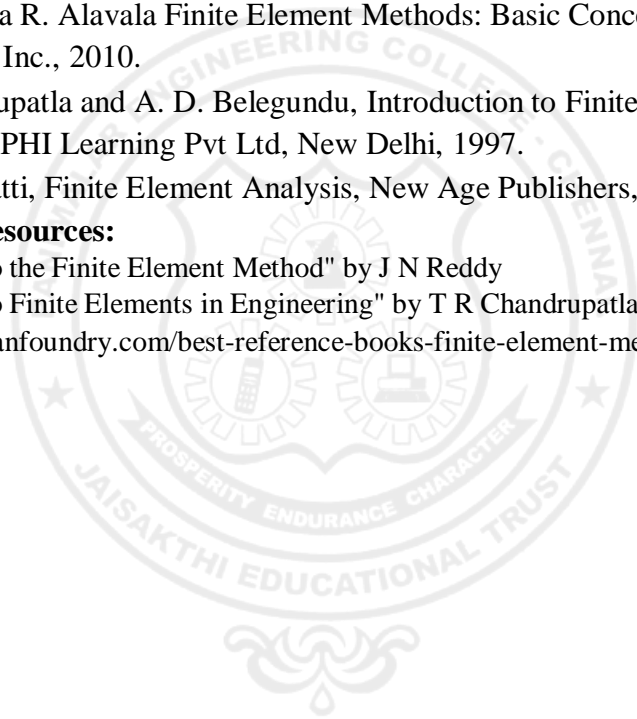 a R. Alavala Finite Element Methods: Basic Conce
Inc., 2010.
upatla and A. D. Belegundu, Introduction to Finite
PHI Learning Pvt Ltd, New Delhi, 1997.
atti, Finite Element Analysis, New Age Publishers,
esources:
o the Finite Element Method" by J N Reddy
o Finite Elements in Engineering" by T R Chandrupatla
anfoundry.com/best-reference-books-finite-element-me
ENGINEERING COLLEGE - CHENNA
PROSPERITY ENDURANCE CHARACTER
JAISAKTHI EDUCATIONAL TRUST